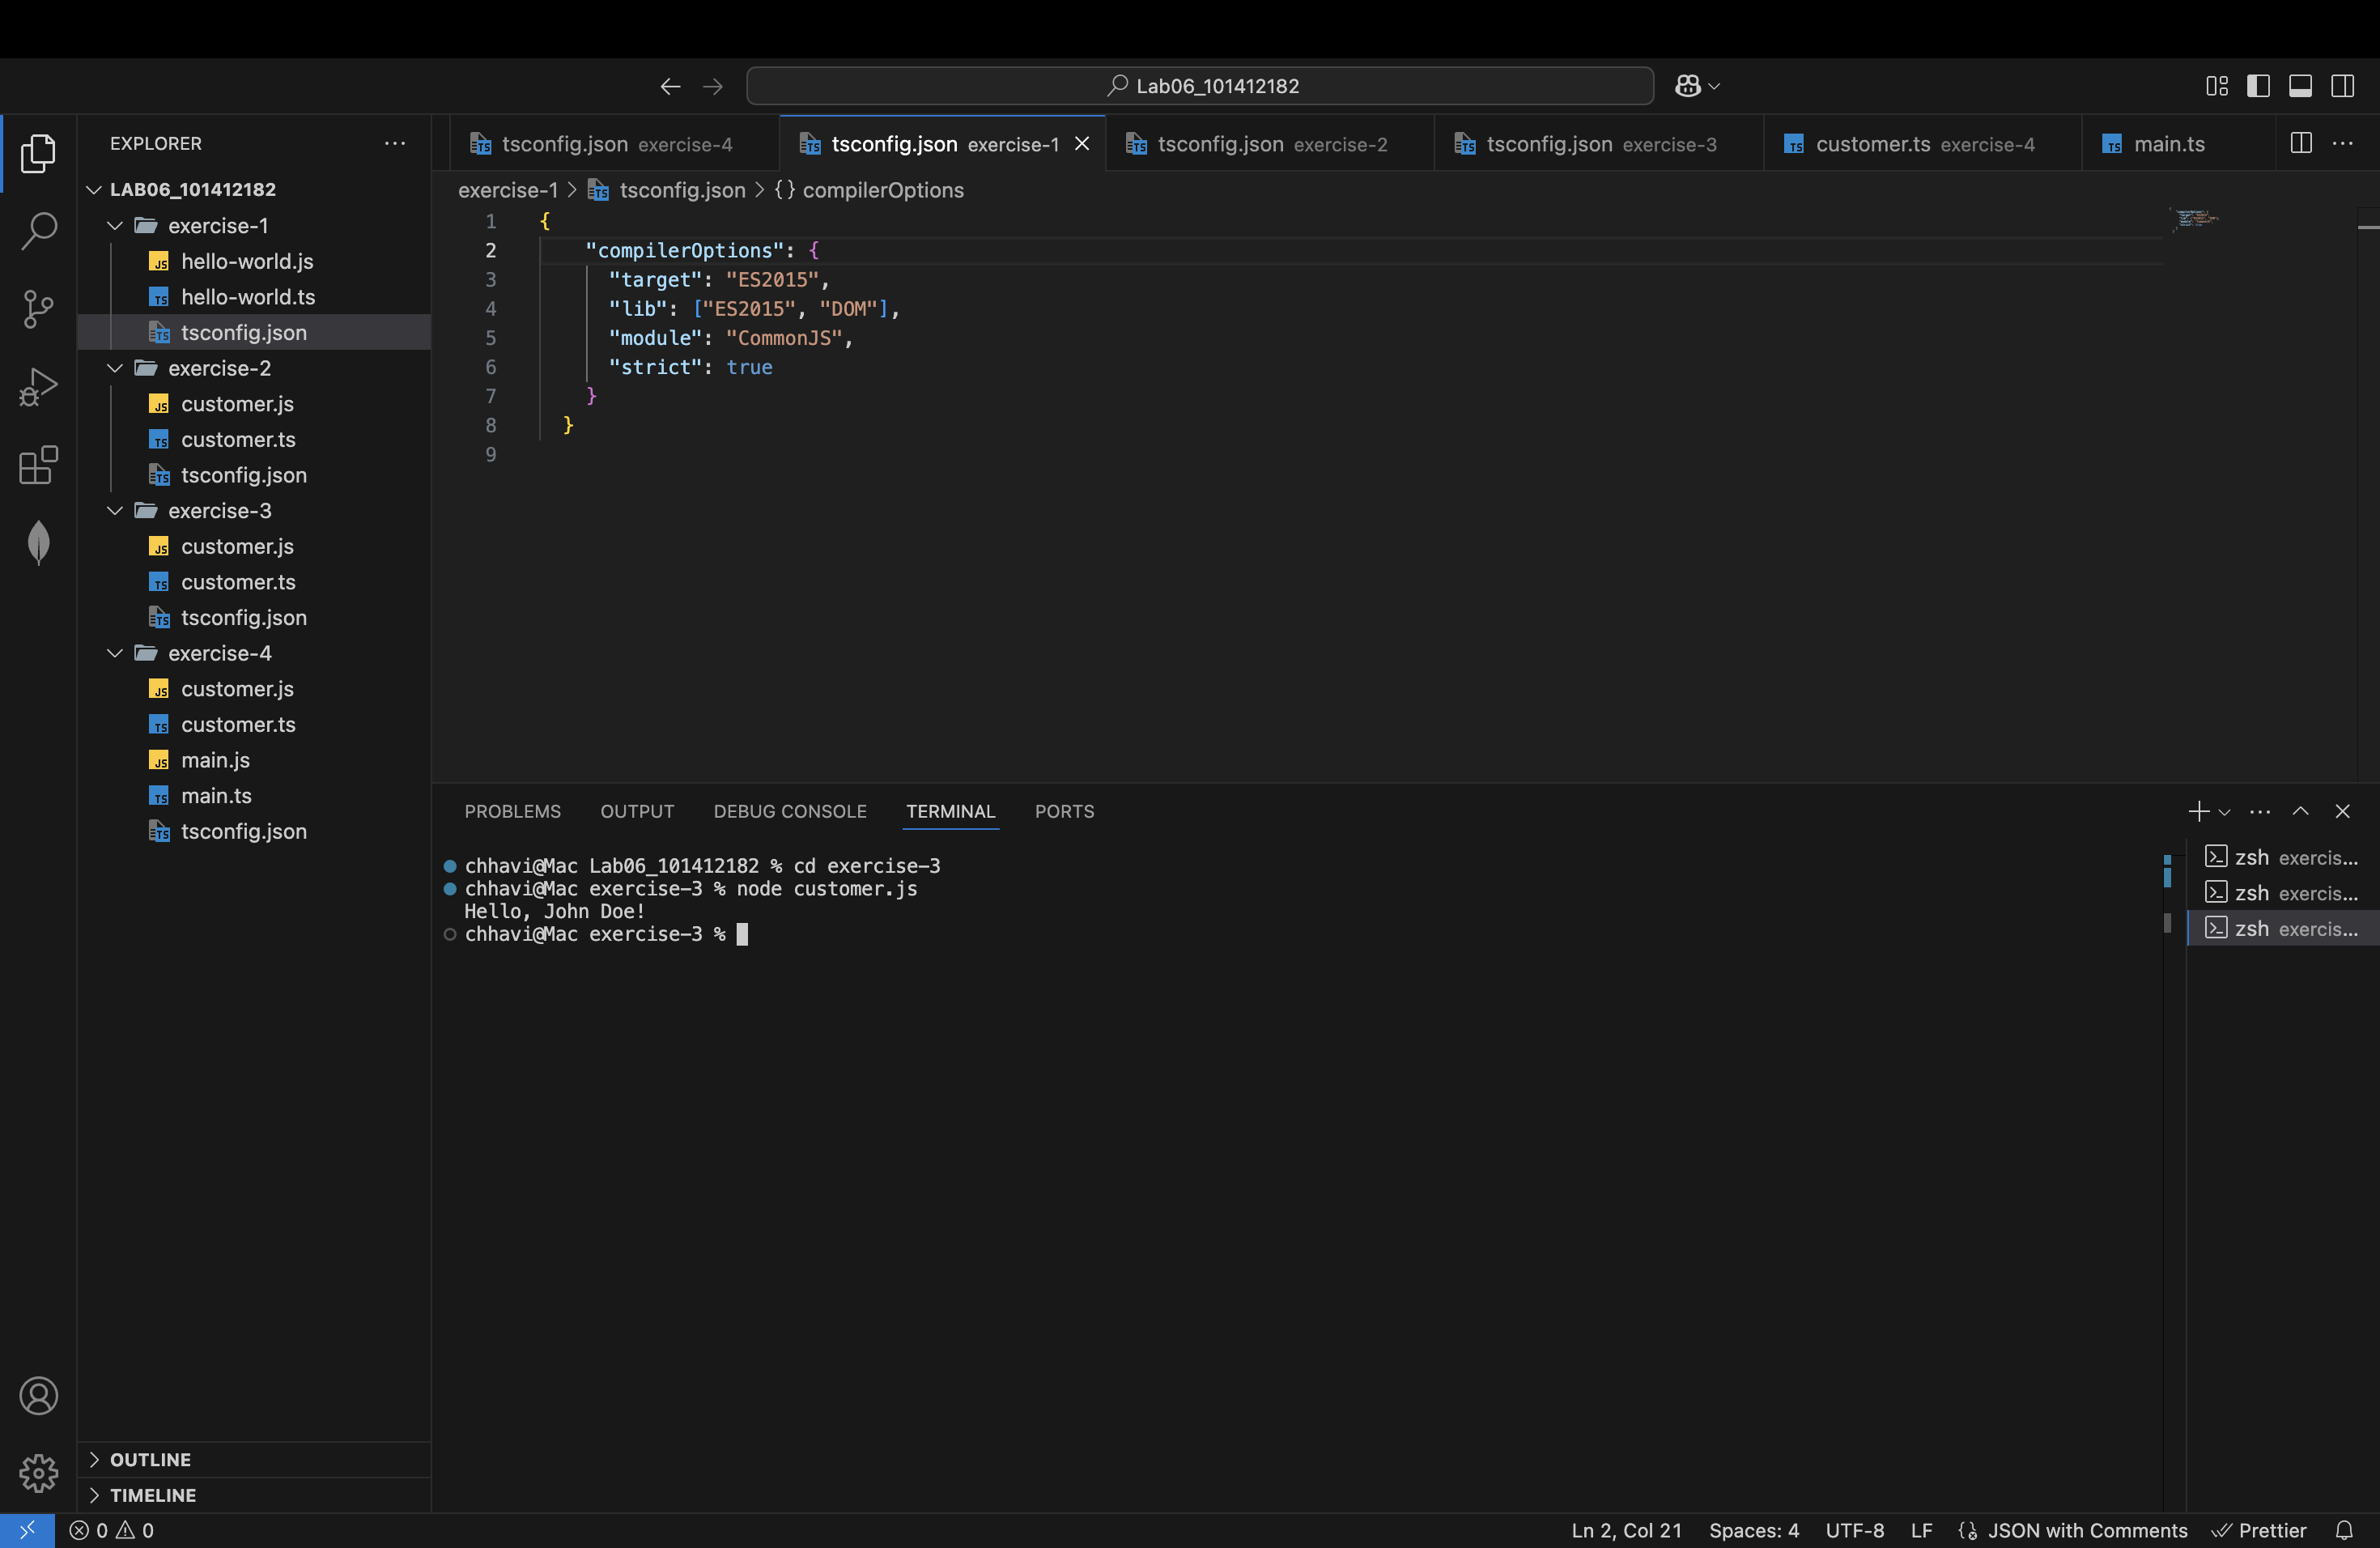 Lab06_101412182
EXPLORER
LAB06_101412182
exercise-1
hello-world.js
hello-world.ts
tsconfig.json
exercise-2
customer.js
customer.ts
tsconfig.json
exercise-3
customer.js
customer.ts
tsconfig.json
exercise-4
customer.js
customer.ts
main.js
main.ts
tsconfig.json
OUTLINE
TIMELINE
tsconfig.json exercise-4
tsconfig.json exercise-1
tsconfig.json exercise-2
tsconfig.json exercise-3
customer.ts exercise-4
main.ts
exercise-1 > tsconfig.json > {} compilerOptions
1 {
2 "compilerOptions": {
3 "target": "ES2015",
4 "lib": ["ES2015", "DOM"],
5 "module": "CommonJS",
6 "strict": true
7 }
8 }
9
PROBLEMS OUTPUT DEBUG CONSOLE TERMINAL PORTS
chhavi@Mac Lab06_101412182 % cd exercise-3
chhavi@Mac exercise-3 % node customer.js
Hello, John Doe!
chhavi@Mac exercise-3 %
zsh exercis...
zsh exercis...
zsh exercis...
0 0
Ln 2, Col 21 Spaces: 4 UTF-8 LF JSON with Comments Prettier